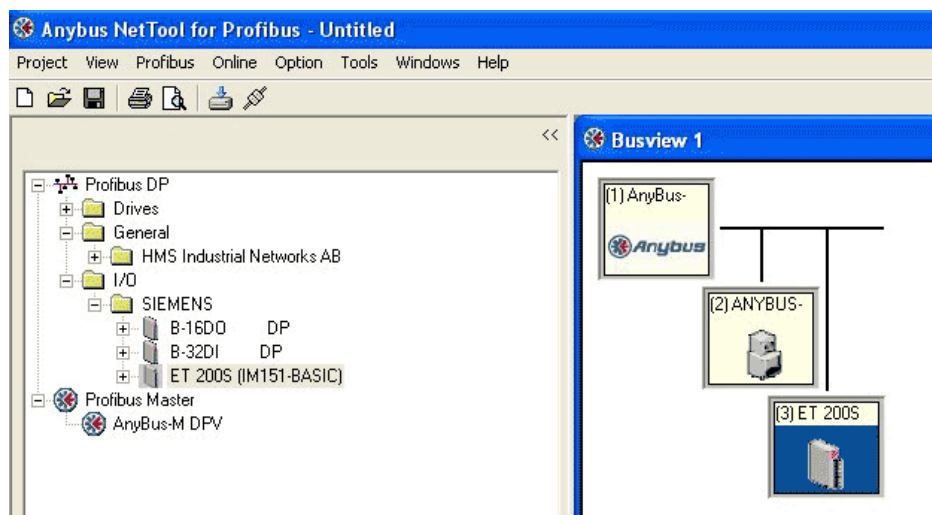 Anybus NetTool for Profibus - Untitled
Project View Profibus Online Option Tools Windows Help
<<
Profibus DP
Drives
General
HMS Industrial Networks AB
I/O
SIEMENS
B-16DO DP
B-32DI DP
ET 200S (IM151-BASIC)
Profibus Master
AnyBus-M DPV
Busview 1
(1) AnyBus-
Anybus
(2) ANYBUS-
(3) ET 200S